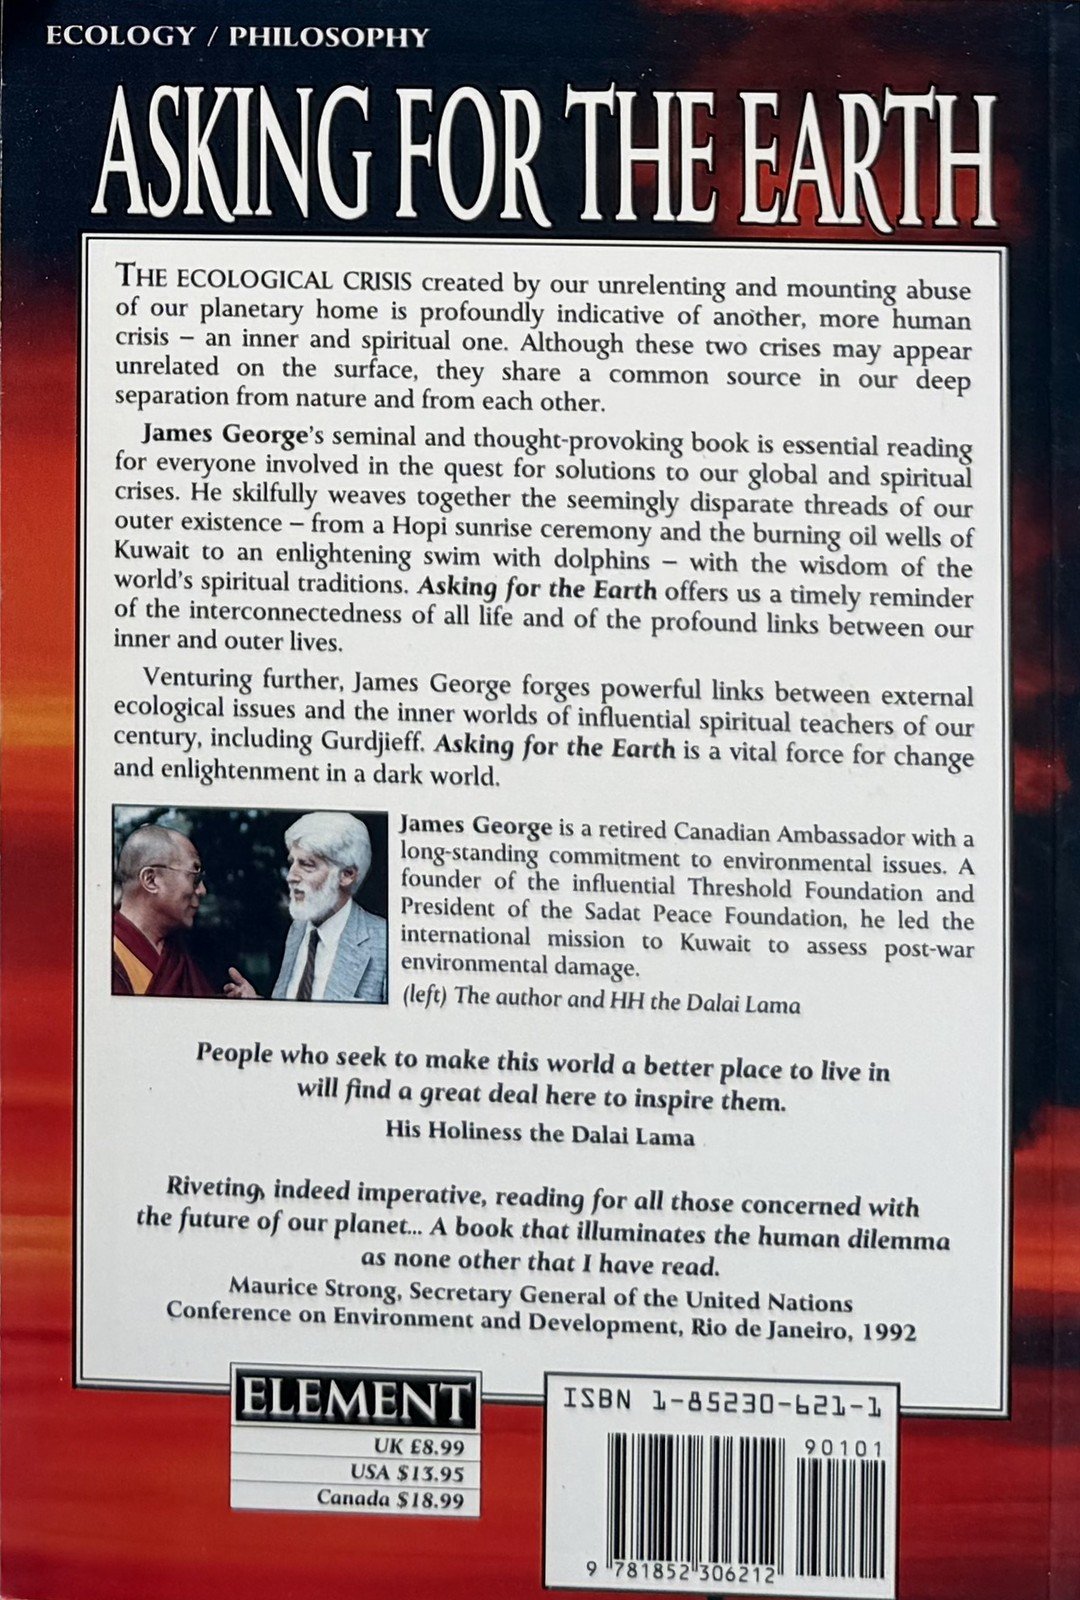 ECOLOGY / PHILOSOPHY
ASKING FOR THE EARTH
THE ECOLOGICAL CRISIS created by our unrelenting and mounting abuse
of our planetary home is profoundly indicative of another, more human
crisis – an inner and spiritual one. Although these two crises may appear
unrelated on the surface, they share a common source in our deep
separation from nature and from each other.
James George's seminal and thought-provoking book is essential reading
for everyone involved in the quest for solutions to our global and spiritual
crises. He skilfully weaves together the seemingly disparate threads of our
outer existence – from a Hopi sunrise ceremony and the burning oil wells of
Kuwait to an enlightening swim with dolphins – with the wisdom of the
world's spiritual traditions. Asking for the Earth offers us a timely reminder
of the interconnectedness of all life and of the profound links between our
inner and outer lives.
Venturing further, James George forges powerful links between external
ecological issues and the inner worlds of influential spiritual teachers of our
century, including Gurdjieff. Asking for the Earth is a vital force for change
and enlightenment in a dark world.
James George is a retired Canadian Ambassador with a
long-standing commitment to environmental issues. A
founder of the influential Threshold Foundation and
President of the Sadat Peace Foundation, he led the
international mission to Kuwait to assess post-war
environmental damage.
(left) The author and HH the Dalai Lama
People who seek to make this world a better place to live in
will find a great deal here to inspire them.
His Holiness the Dalai Lama
Riveting, indeed imperative, reading for all those concerned with
the future of our planet... A book that illuminates the human dilemma
as none other that I have read.
Maurice Strong, Secretary General of the United Nations
Conference on Environment and Development, Rio de Janeiro, 1992
ELEMENT
UK £8.99
USA $13.95
Canada $18.99
ISBN 1-85230-621-1
90101
9 781852 306212